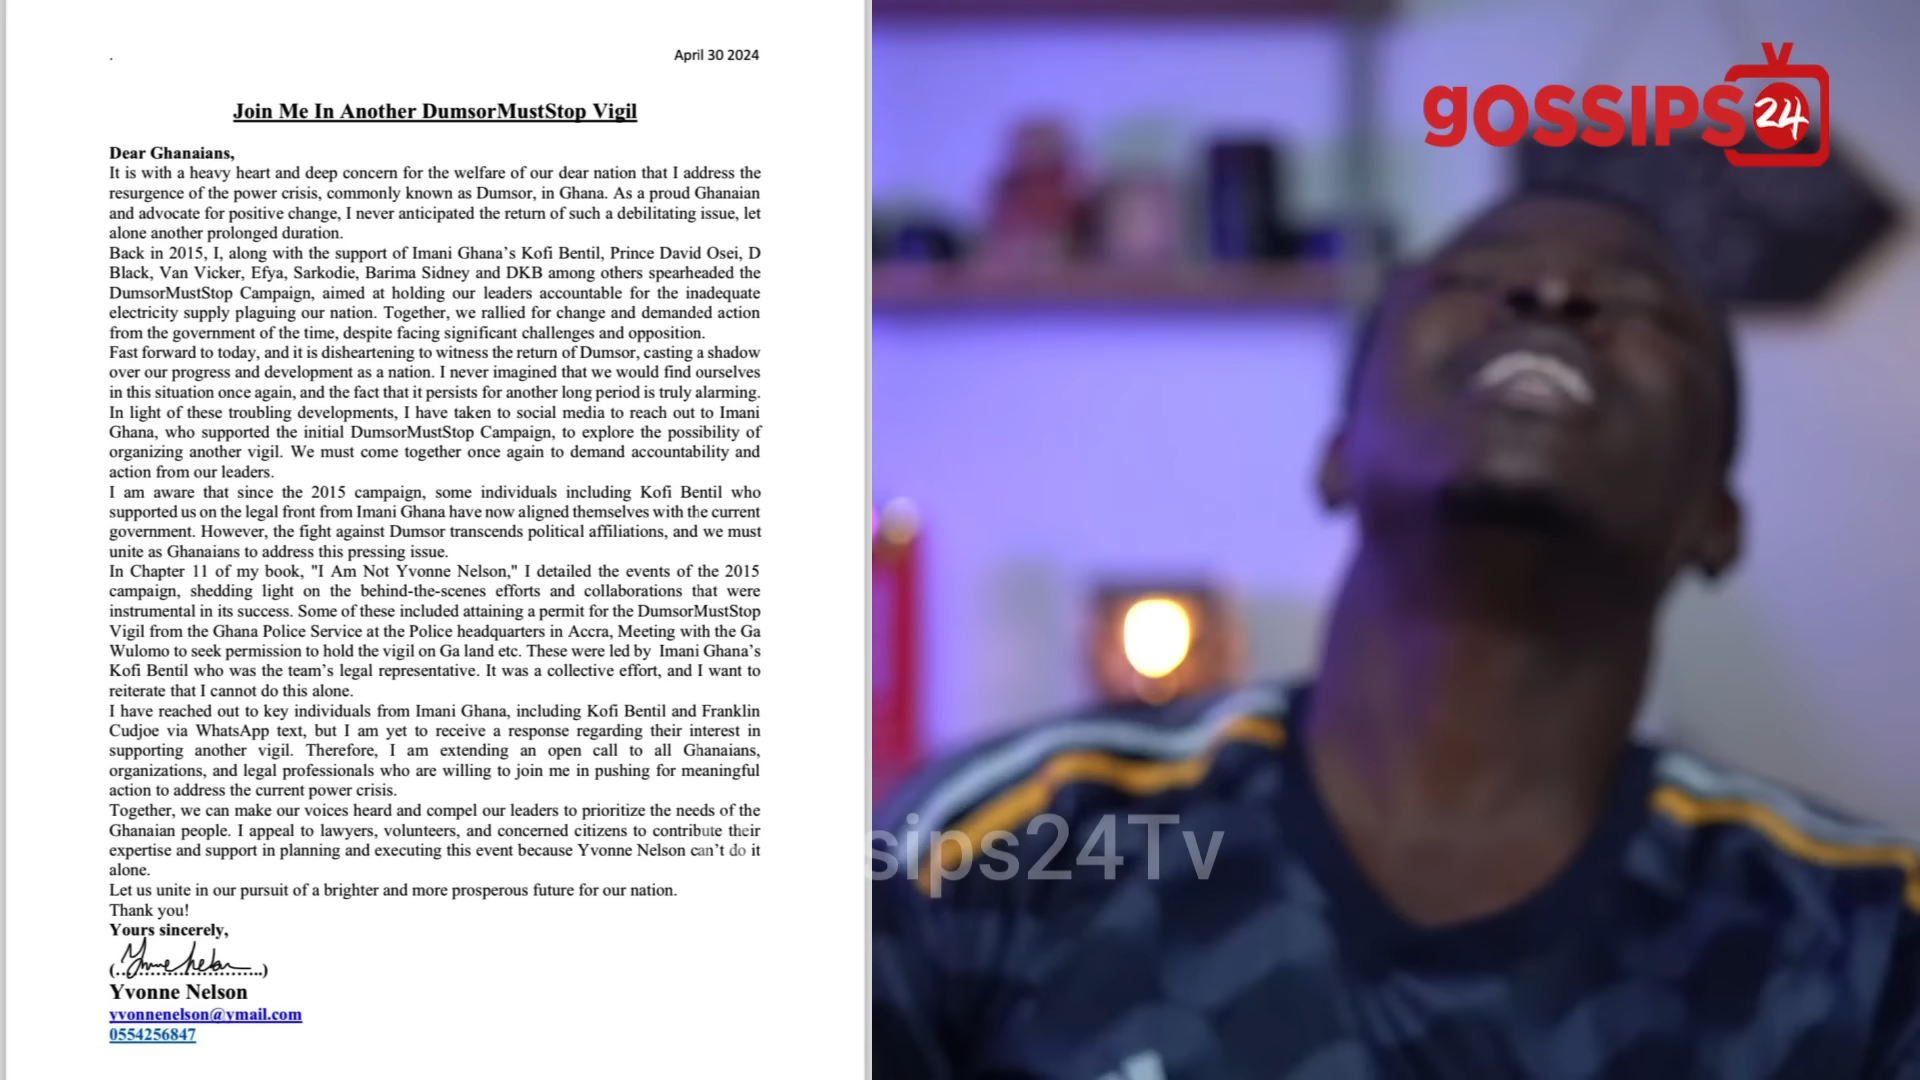 .
April 30 2024
Join Me In Another DumsorMustStop Vigil
Dear Ghanaians,
It is with a heavy heart and deep concern for the welfare of our dear nation that I address the
resurgence of the power crisis, commonly known as Dumsor, in Ghana. As a proud Ghanaian
and advocate for positive change, I never anticipated the return of such a debilitating issue, let
alone another prolonged duration.
Back in 2015, I, along with the support of Imani Ghana’s Kofi Bentil, Prince David Osei, D
Black, Van Vicker, Efya, Sarkodie, Barima Sidney and DKB among others spearheaded the
DumsorMustStop Campaign, aimed at holding our leaders accountable for the inadequate
electricity supply plaguing our nation. Together, we rallied for change and demanded action
from the government of the time, despite facing significant challenges and opposition.
Fast forward to today, and it is disheartening to witness the return of Dumsor, casting a shadow
over our progress and development as a nation. I never imagined that we would find ourselves
in this situation once again, and the fact that it persists for another long period is truly alarming.
In light of these troubling developments, I have taken to social media to reach out to Imani
Ghana, who supported the initial DumsorMustStop Campaign, to explore the possibility of
organizing another vigil. We must come together once again to demand accountability and
action from our leaders.
I am aware that since the 2015 campaign, some individuals including Kofi Bentil who
supported us on the legal front from Imani Ghana have now aligned themselves with the current
government. However, the fight against Dumsor transcends political affiliations, and we must
unite as Ghanaians to address this pressing issue.
In Chapter 11 of my book, "I Am Not Yvonne Nelson," I detailed the events of the 2015
campaign, shedding light on the behind-the-scenes efforts and collaborations that were
instrumental in its success. Some of these included attaining a permit for the DumsorMustStop
Vigil from the Ghana Police Service at the Police headquarters in Accra, Meeting with the Ga
Wulomo to seek permission to hold the vigil on Ga land etc. These were led by Imani Ghana’s
Kofi Bentil who was the team’s legal representative. It was a collective effort, and I want to
reiterate that I cannot do this alone.
I have reached out to key individuals from Imani Ghana, including Kofi Bentil and Franklin
Cudjoe via WhatsApp text, but I am yet to receive a response regarding their interest in
supporting another vigil. Therefore, I am extending an open call to all Ghanaians,
organizations, and legal professionals who are willing to join me in pushing for meaningful
action to address the current power crisis.
Together, we can make our voices heard and compel our leaders to prioritize the needs of the
Ghanaian people. I appeal to lawyers, volunteers, and concerned citizens to contribute their
expertise and support in planning and executing this event because Yvonne Nelson can’t do it
alone.
Let us unite in our pursuit of a brighter and more prosperous future for our nation.
Thank you!
Yours sincerely,
Yvonne Nelson
yvonnenelson@ymail.com
0554256847
gOSSIPS24
sips24Tv